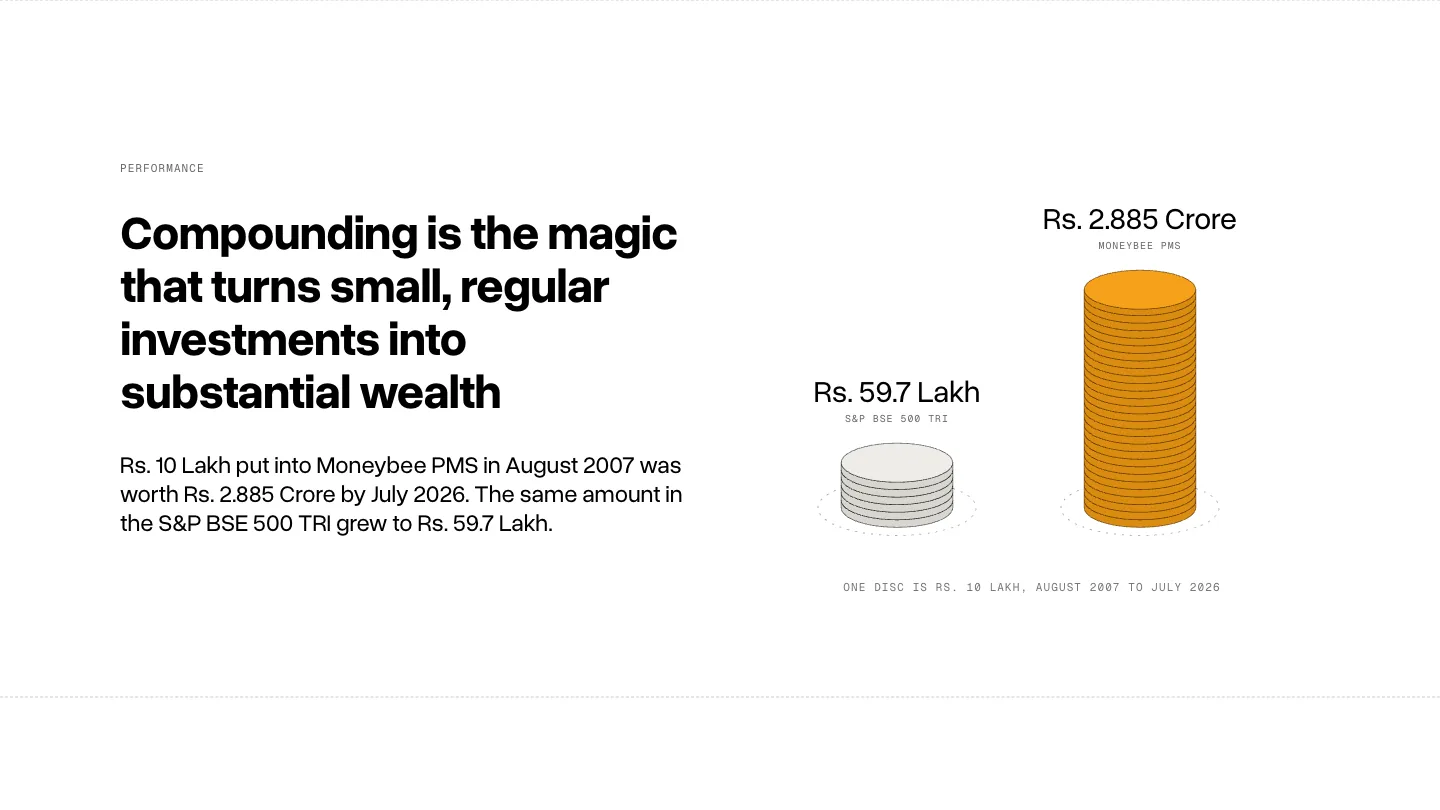 PERFORMANCE
Compounding is the magic
that turns small, regular
investments into
substantial wealth
Rs. 10 Lakh put into Moneybee PMS in August 2007 was
worth Rs. 2.885 Crore by July 2026. The same amount in
the S&P BSE 500 TRI grew to Rs. 59.7 Lakh.
Rs. 2.885 Crore
MONEYBEE PMS
Rs. 59.7 Lakh
S&P BSE 500 TRI
ONE DISC IS RS. 10 LAKH, AUGUST 2007 TO JULY 2026